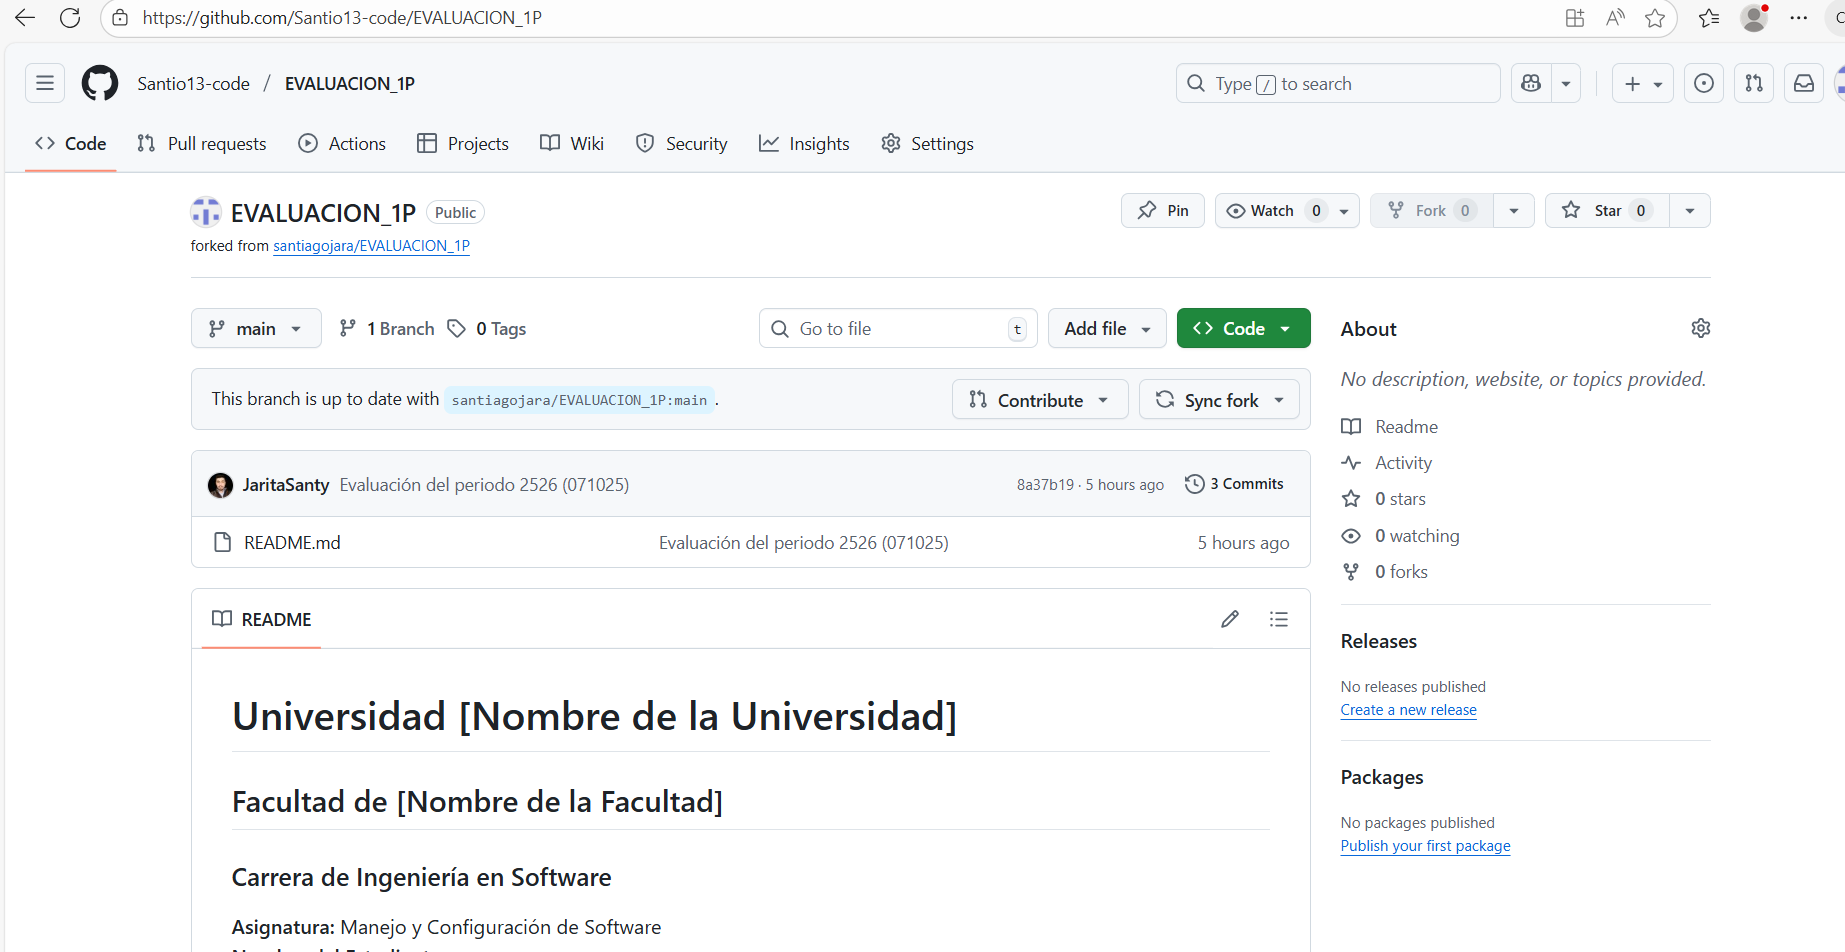 https://github.com/Santio13-code/EVALUACION_1P
Santio13-code / EVALUACION_1P
Type / to search
Code
Pull requests
Actions
Projects
Wiki
Security
Insights
Settings
EVALUACION_1P Public
Pin
Watch 0
Fork 0
Star 0
forked from santiagojara/EVALUACION_1P
main
1 Branch
0 Tags
Go to file t
Add file
Code
This branch is up to date with santiagojara/EVALUACION_1P:main .
Contribute
Sync fork
JaritaSanty Evaluación del periodo 2526 (071025)
8a37b19 · 5 hours ago
3 Commits
README.md
Evaluación del periodo 2526 (071025)
5 hours ago
README
Universidad [Nombre de la Universidad]
Facultad de [Nombre de la Facultad]
Carrera de Ingeniería en Software
Asignatura: Manejo y Configuración de Software
About
No description, website, or topics provided.
Readme
Activity
0 stars
0 watching
0 forks
Releases
No releases published
Create a new release
Packages
No packages published
Publish your first package